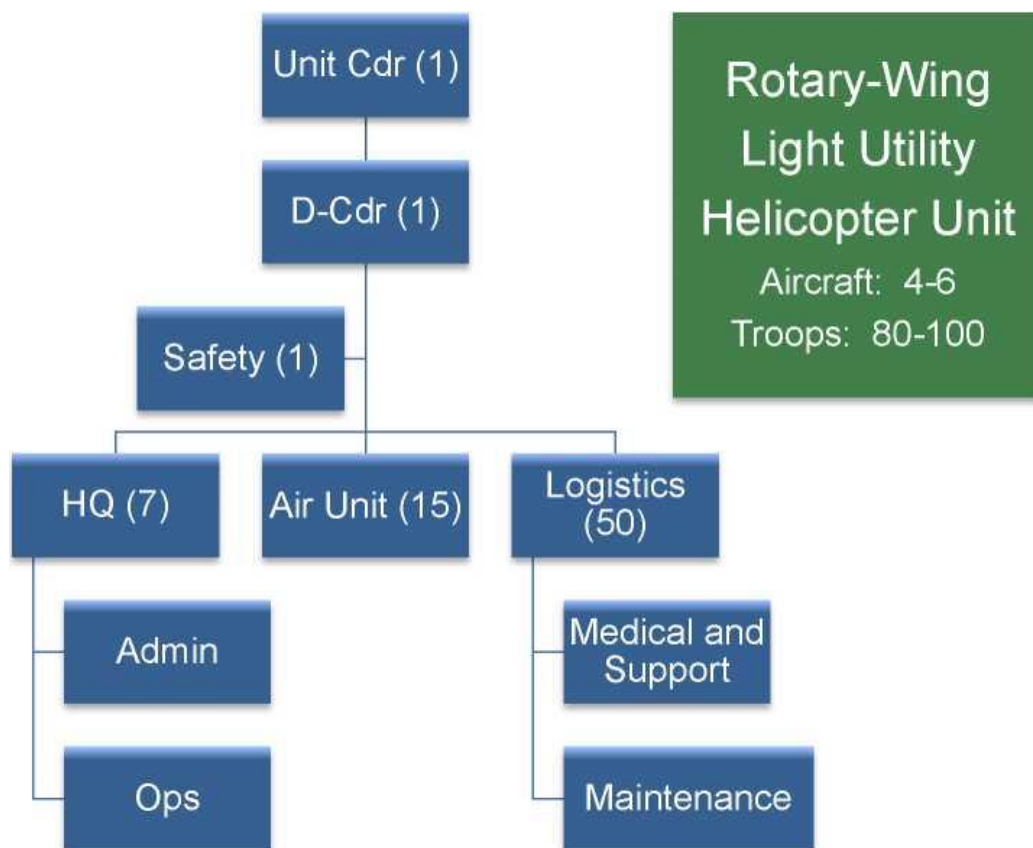 Unit Cdr (1)
Rotary-Wing
Light Utility
Helicopter Unit
Aircraft: 4-6
Troops: 80-100
D-Cdr (1)
Safety (1)
HQ (7)
Air Unit (15)
Logistics
(50)
Admin
Medical and
Support
Ops
Maintenance